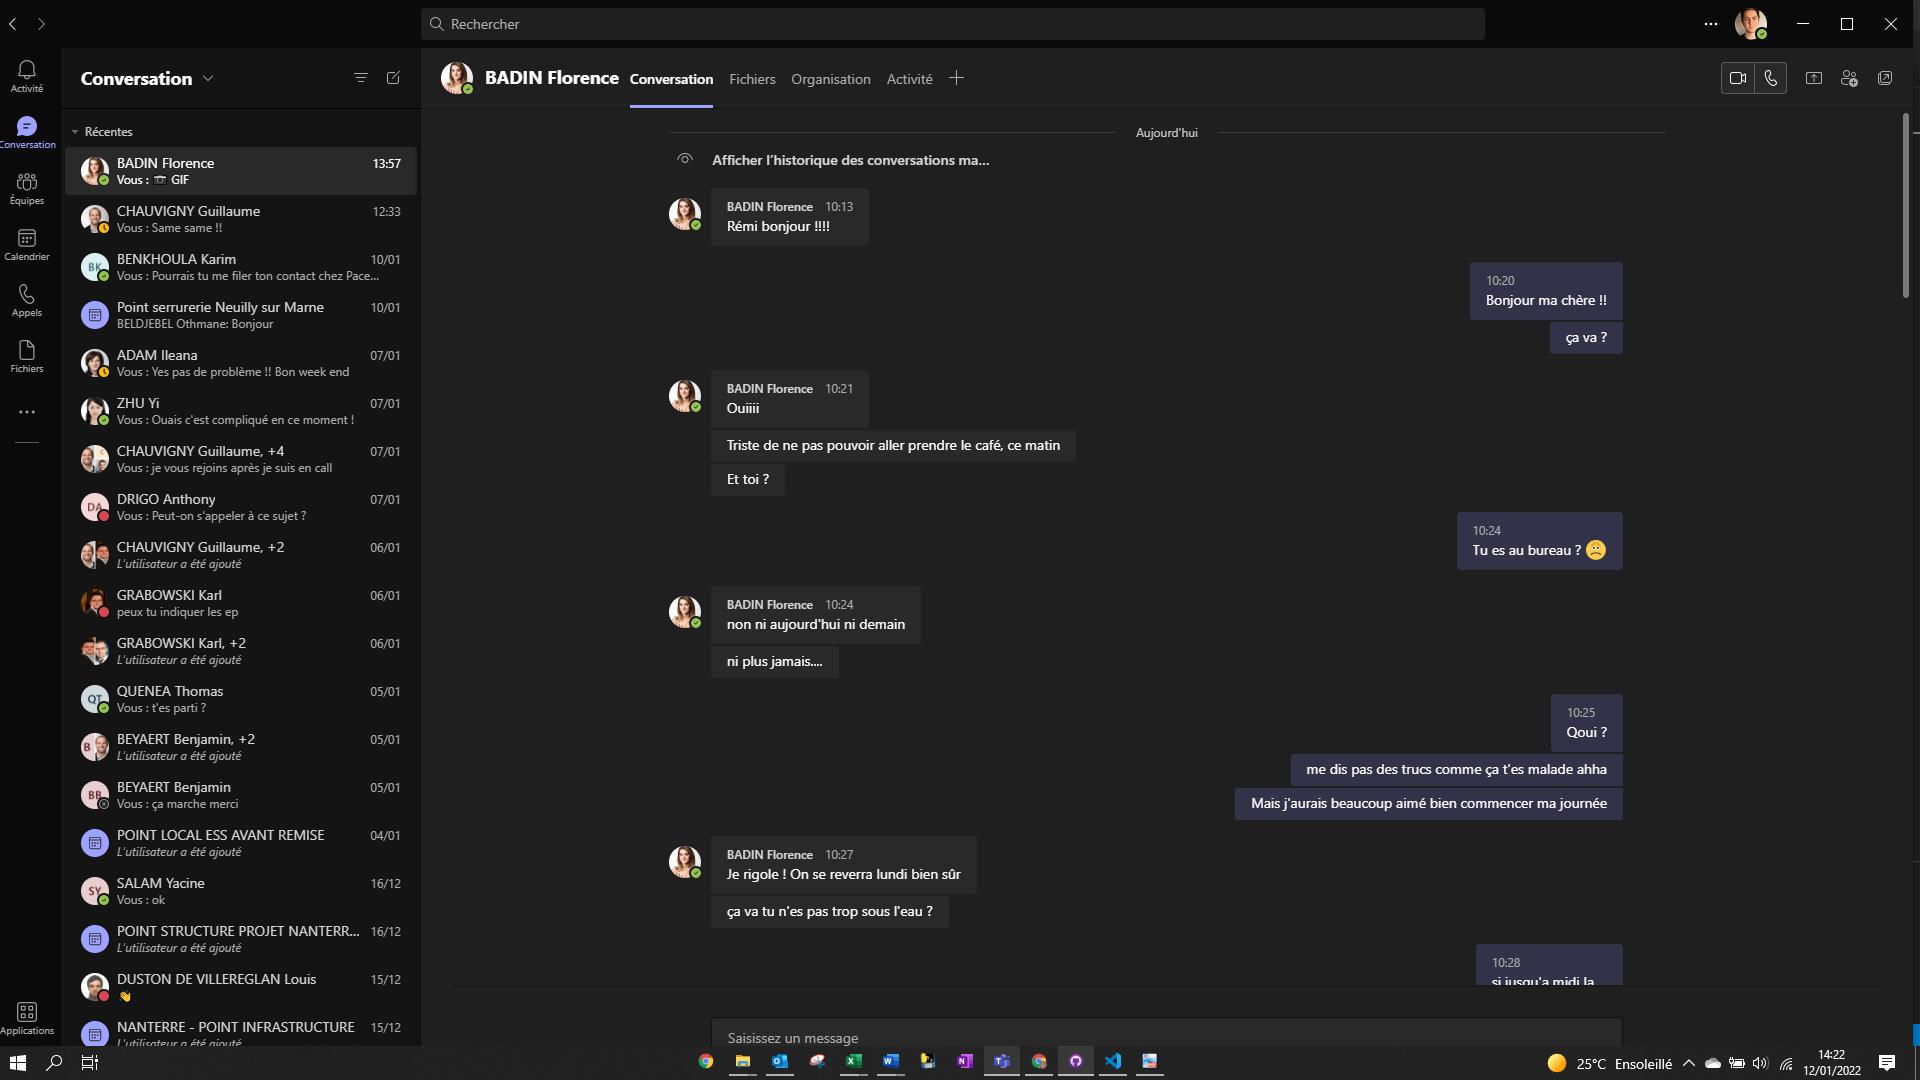 Rechercher
Activité
Conversation
Équipes
Calendrier
Appels
Fichiers
Applications
Conversation
Récentes
BADIN Florence 13:57
Vous : GIF
CHAUVIGNY Guillaume 12:33
Vous : Same same !!
BK
BENKHOULA Karim 10/01
Vous : Pourrais tu me filer ton contact chez Pace...
Point serrurerie Neuilly sur Marne 10/01
BELDJEBEL Othmane: Bonjour
ADAM Ileana 07/01
Vous : Yes pas de problème !! Bon week end
ZHU Yi 07/01
Vous : Ouais c'est compliqué en ce moment !
CHAUVIGNY Guillaume, +4 07/01
Vous : je vous rejoins après je suis en call
DA
DRIGO Anthony 07/01
Vous : Peut-on s'appeler à ce sujet ?
CHAUVIGNY Guillaume, +2 06/01
L'utilisateur a été ajouté
GRABOWSKI Karl 06/01
peux tu indiquer les ep
GRABOWSKI Karl, +2 06/01
L'utilisateur a été ajouté
QT
QUENEA Thomas 05/01
Vous : t'es parti ?
B
BEYAERT Benjamin, +2 05/01
L'utilisateur a été ajouté
BB
BEYAERT Benjamin 05/01
Vous : ça marche merci
POINT LOCAL ESS AVANT REMISE 04/01
L'utilisateur a été ajouté
SY
SALAM Yacine 16/12
Vous : ok
POINT STRUCTURE PROJET NANTERR... 16/12
L'utilisateur a été ajouté
DUSTON DE VILLEREGLAN Louis 15/12
👋
NANTERRE - POINT INFRASTRUCTURE 15/12
L'utilisateur a été ajouté
BADIN Florence Conversation Fichiers Organisation Activité
Aujourd'hui
Afficher l'historique des conversations ma...
BADIN Florence 10:13
Rémi bonjour !!!!
10:20
Bonjour ma chère !!
ça va ?
BADIN Florence 10:21
Ouiiii
Triste de ne pas pouvoir aller prendre le café, ce matin
Et toi ?
10:24
Tu es au bureau ? 🙁
BADIN Florence 10:24
non ni aujourd'hui ni demain
ni plus jamais....
10:25
Qoui ?
me dis pas des trucs comme ça t'es malade ahha
Mais j'aurais beaucoup aimé bien commencer ma journée
BADIN Florence 10:27
Je rigole ! On se reverra lundi bien sûr
ça va tu n'es pas trop sous l'eau ?
10:28
si jusqu'a midi la
Saisissez un message
25°C Ensoleillé
14:22
12/01/2022